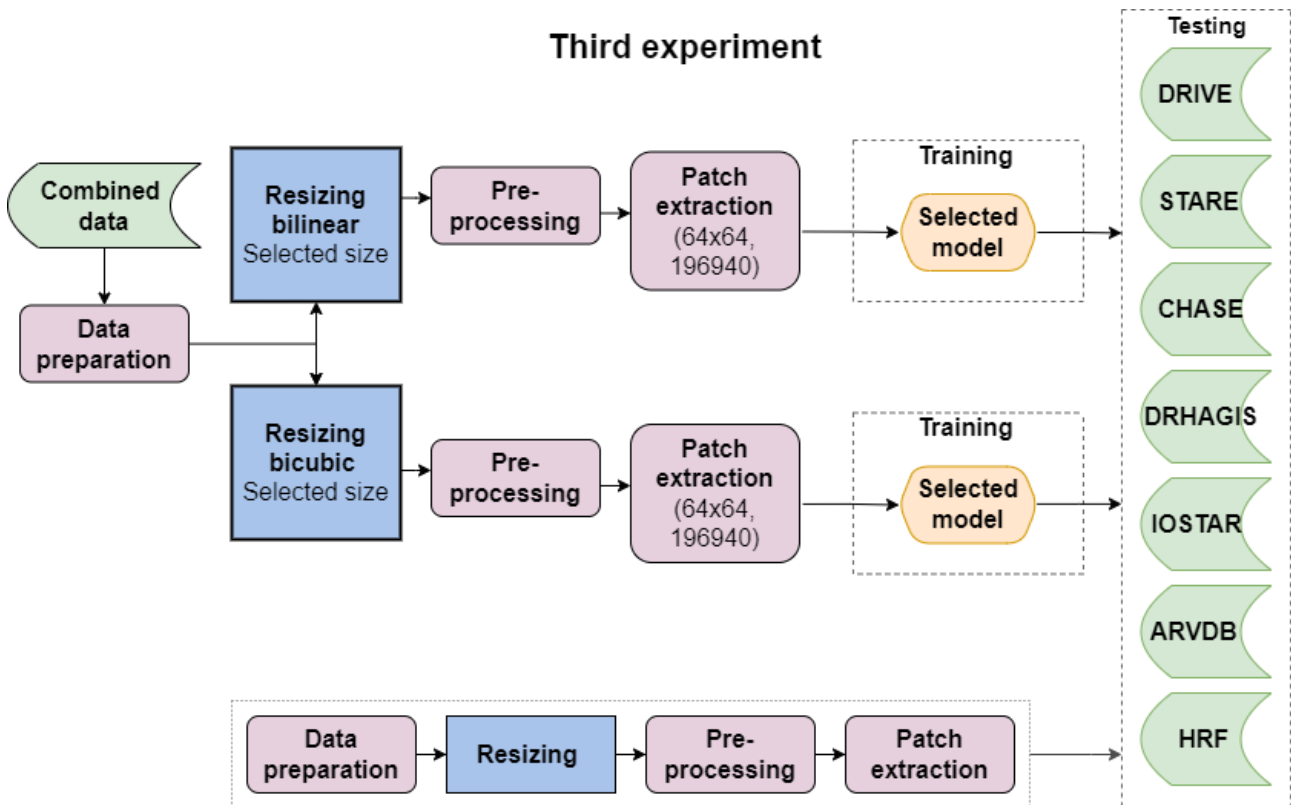 Third experiment
Combined
data
Data
preparation
Resizing
bilinear
Selected size
Pre-
processing
Patch
extraction
(64x64,
196940)
Training
Selected
model
Resizing
bicubic
Selected size
Pre-
processing
Patch
extraction
(64x64,
196940)
Training
Selected
model
Data
preparation
Resizing
Pre-
processing
Patch
extraction
Testing
DRIVE
STARE
CHASE
DRHAGIS
IOSTAR
ARVDB
HRF